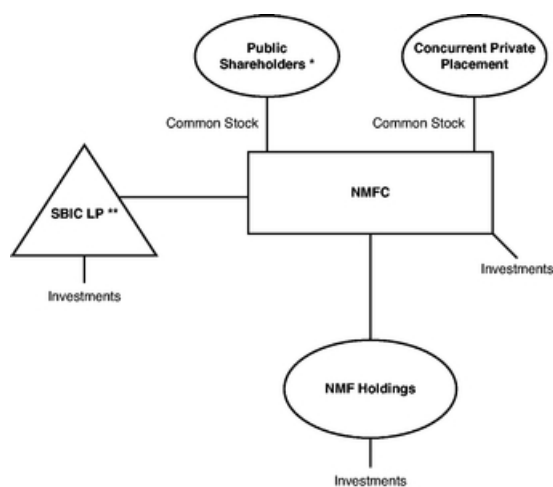 Public
Shareholders *
Concurrent Private
Placement
Common Stock
Common Stock
NMFC
SBIC LP **
Investments
Investments
NMF Holdings
Investments